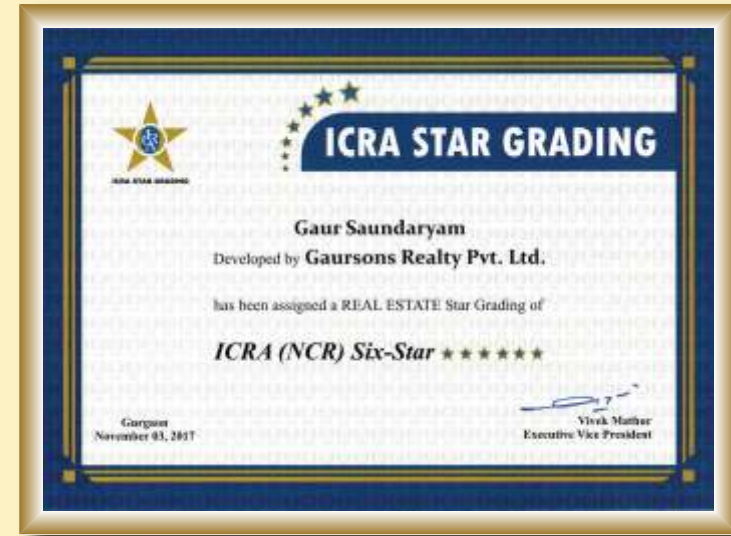 ICRA STAR GRADING
ICRA STAR GRADING
Gaur Saundaryam
Developed by Gaursons Realty Pvt. Ltd.
has been assigned a REAL ESTATE Star Grading of
ICRA (NCR) Six-Star ★★★★★★
Gurgaon
November 03, 2017
Vivek Mathur
Executive Vice President